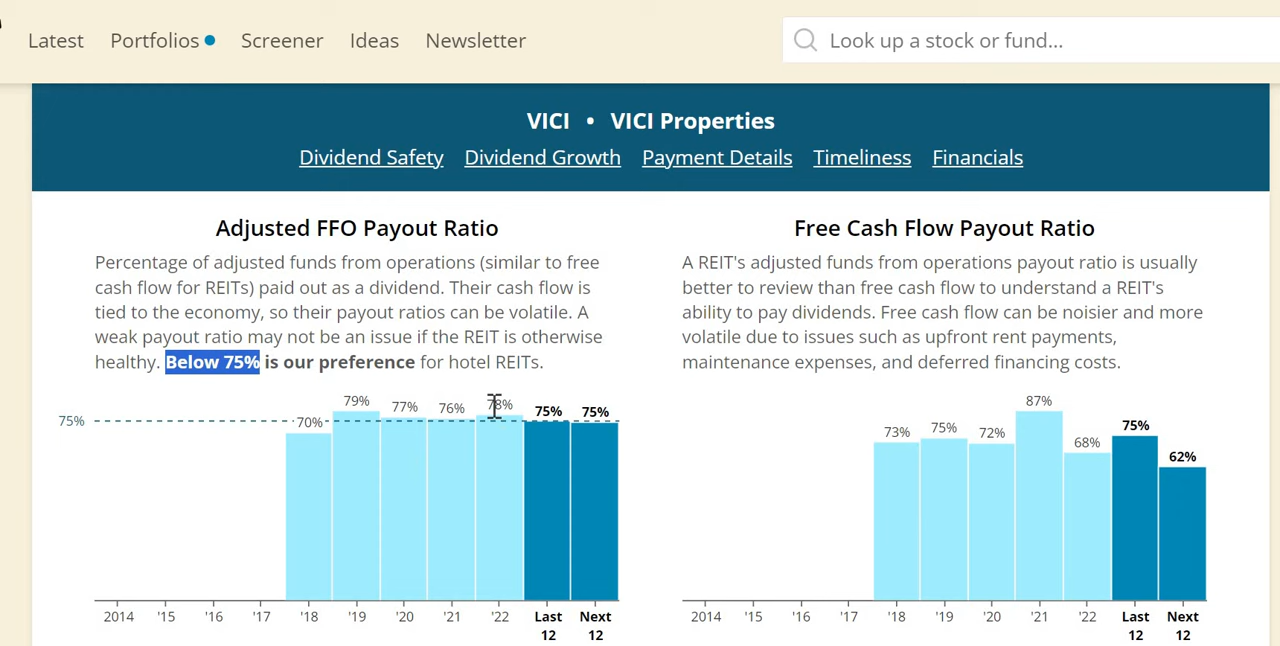 Latest Portfolios Screener Ideas Newsletter Look up a stock or fund...
VICI • VICI Properties
Dividend Safety Dividend Growth Payment Details Timeliness Financials
Adjusted FFO Payout Ratio
Percentage of adjusted funds from operations (similar to free
cash flow for REITs) paid out as a dividend. Their cash flow is
tied to the economy, so their payout ratios can be volatile. A
weak payout ratio may not be an issue if the REIT is otherwise
healthy. Below 75% is our preference for hotel REITs.
75%
70%
79%
77%
76%
78%
75%
75%
2014 '15 '16 '17 '18 '19 '20 '21 '22 Last Next
12 12
Free Cash Flow Payout Ratio
A REIT's adjusted funds from operations payout ratio is usually
better to review than free cash flow to understand a REIT's
ability to pay dividends. Free cash flow can be noisier and more
volatile due to issues such as upfront rent payments,
maintenance expenses, and deferred financing costs.
73%
75%
72%
87%
68%
75%
62%
2014 '15 '16 '17 '18 '19 '20 '21 '22 Last Next
12 12